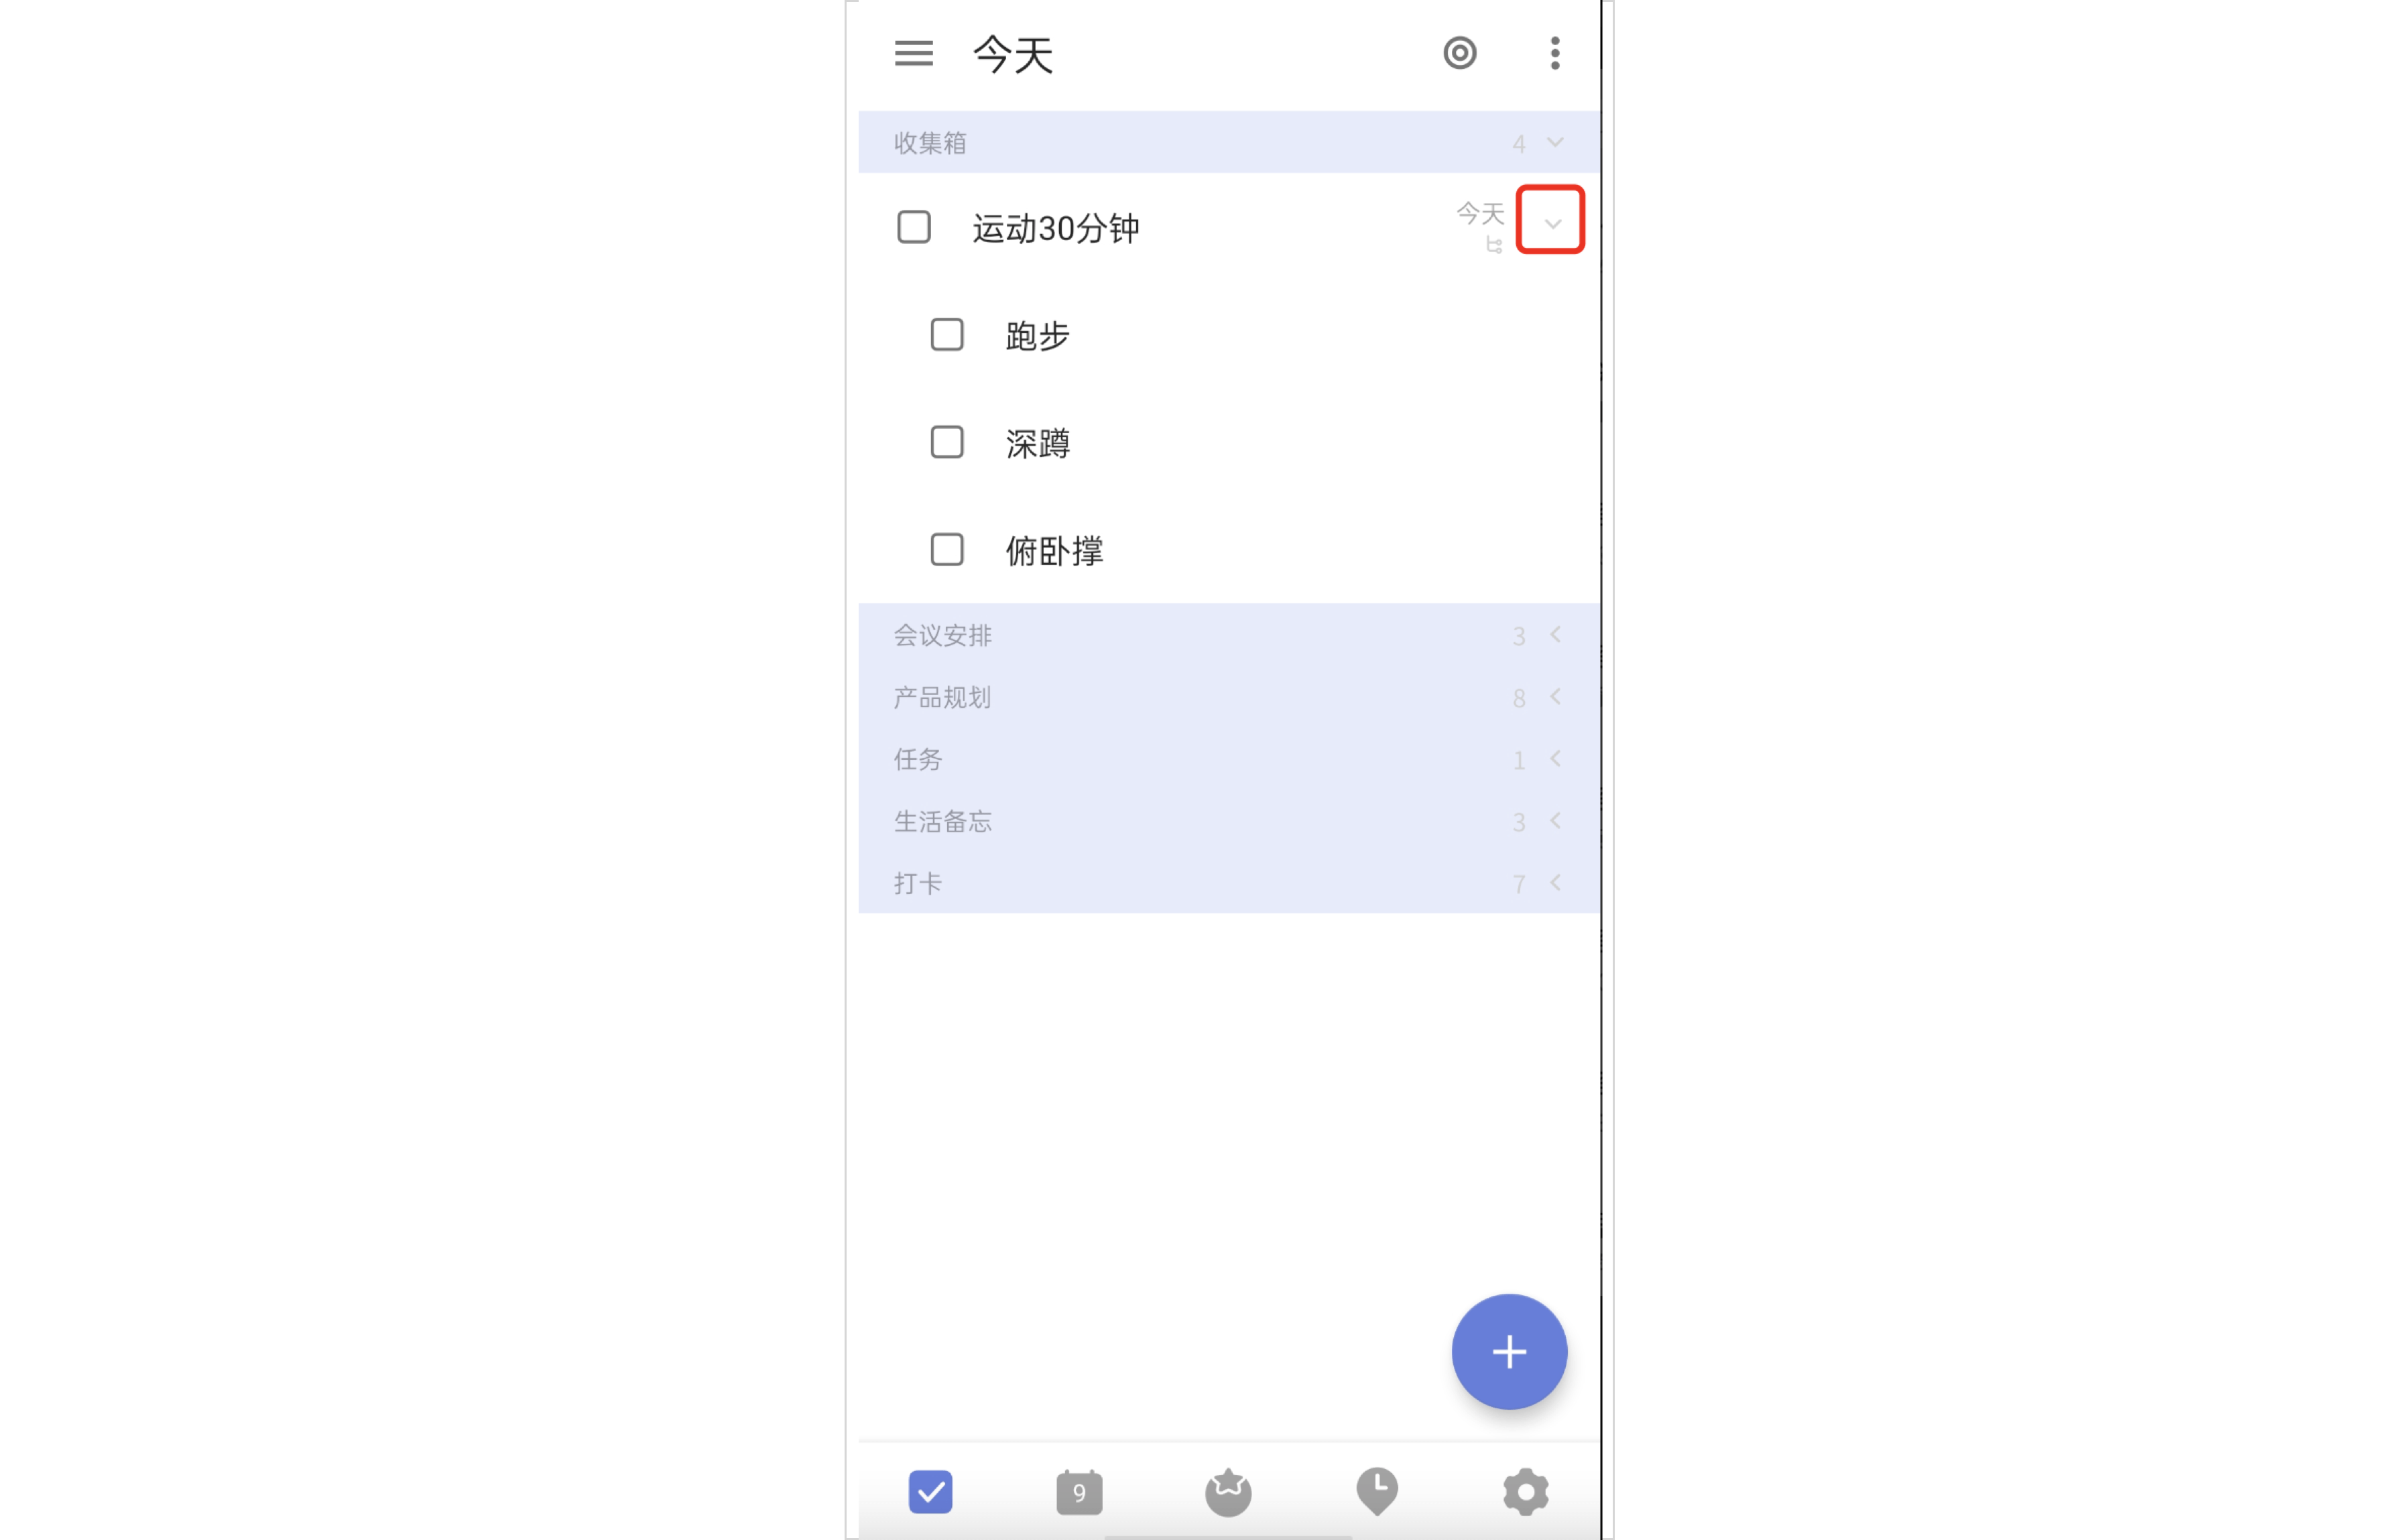 今天
收集箱 4
运动30分钟 今天
跑步
深蹲
俯卧撑
会议安排 3
产品规划 8
任务 1
生活备忘 3
打卡 7
9